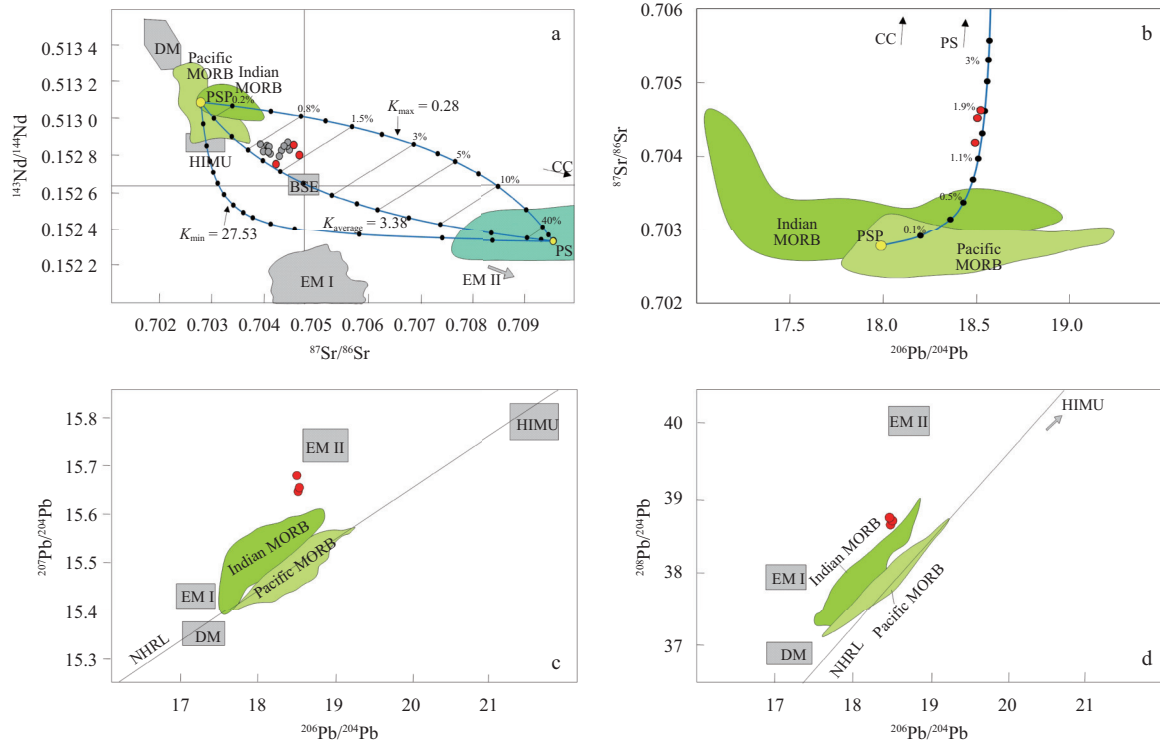 a
0.513 4
0.513 2
0.513 0
0.152 8
0.152 6
0.152 4
0.152 2
¹⁴³Nd/¹⁴⁴Nd
DM
Pacific
MORB
Indian
MORB
PSP
0.2%
0.8%
1.5%
3%
5%
10%
40%
Kmax = 0.28
HIMU
BSE
CC
Kmin = 27.53
Kaverage = 3.38
PS
EM I
EM II
0.702
0.703
0.704
0.705
0.706
0.707
0.708
0.709
⁸⁷Sr/⁸⁶Sr
b
0.706
0.705
0.704
0.703
0.702
⁸⁷Sr/⁸⁶Sr
CC
PS
3%
1.9%
1.1%
0.5%
0.1%
PSP
Indian
MORB
Pacific
MORB
17.5
18.0
18.5
19.0
²⁰⁶Pb/²⁰⁴Pb
15.8
15.7
15.6
15.5
15.4
15.3
²⁰⁷Pb/²⁰⁴Pb
EM II
HIMU
Indian MORB
Pacific MORB
EM I
DM
NHRL
c
17
18
19
20
21
²⁰⁶Pb/²⁰⁴Pb
40
39
38
37
²⁰⁸Pb/²⁰⁴Pb
HIMU
EM II
Indian MORB
Pacific MORB
EM I
DM
NHRL
d
17
18
19
20
21
²⁰⁶Pb/²⁰⁴Pb